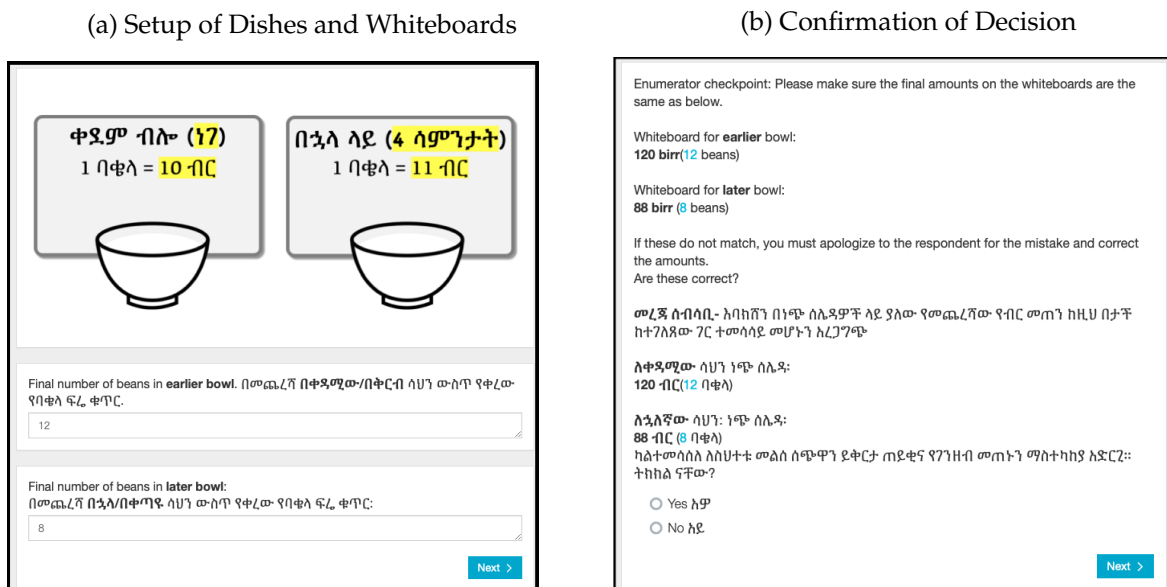 (a) Setup of Dishes and Whiteboards
ቀደም ብሎ (ነገ)
1 ባቄላ = 10 ብር
በኋላ ላይ (4 ሳምንታት)
1 ባቄላ = 11 ብር
Final number of beans in earlier bowl. በመጨረሻ በቀዳሚው/በቅርብ ሳህን ውስጥ የቀረው
የባቄላ ፍሬ ቁጥር.
12
Final number of beans in later bowl:
በመጨረሻ በኋላ/በቀጣዩ ሳህን ውስጥ የቀረው የባቄላ ፍሬ ቁጥር:
8
Next >
(b) Confirmation of Decision
Enumerator checkpoint: Please make sure the final amounts on the whiteboards are the
same as below.
Whiteboard for earlier bowl:
120 birr(12 beans)
Whiteboard for later bowl:
88 birr (8 beans)
If these do not match, you must apologize to the respondent for the mistake and correct
the amounts.
Are these correct?
መረጃ ሰብሳቢ- እባክሽን በነጭ ሰሌዳዎች ላይ ያለው የመጨረሻው የብር መጠን ከዚህ በታች
ከተገለጸው ገር ተመሳሳይ መሆኑን አረጋግጭ
ለቀዳሚው ሳህን ነጭ ሰሌዳ፡
120 ብር(12 ባቄላ)
ለኋለኛው ሳህን: ነጭ ሰሌዳ፡
88 ብር (8 ባቄላ)
ካልተመሳሰለ ለስህተቱ መልሰ ሰጭዋን ይቅርታ ጠይቂና የገንዘብ መጠኑን ማስተካከያ አድርጊ።
ትክክል ናቸው?
Yes አዎ
No አይ
Next >